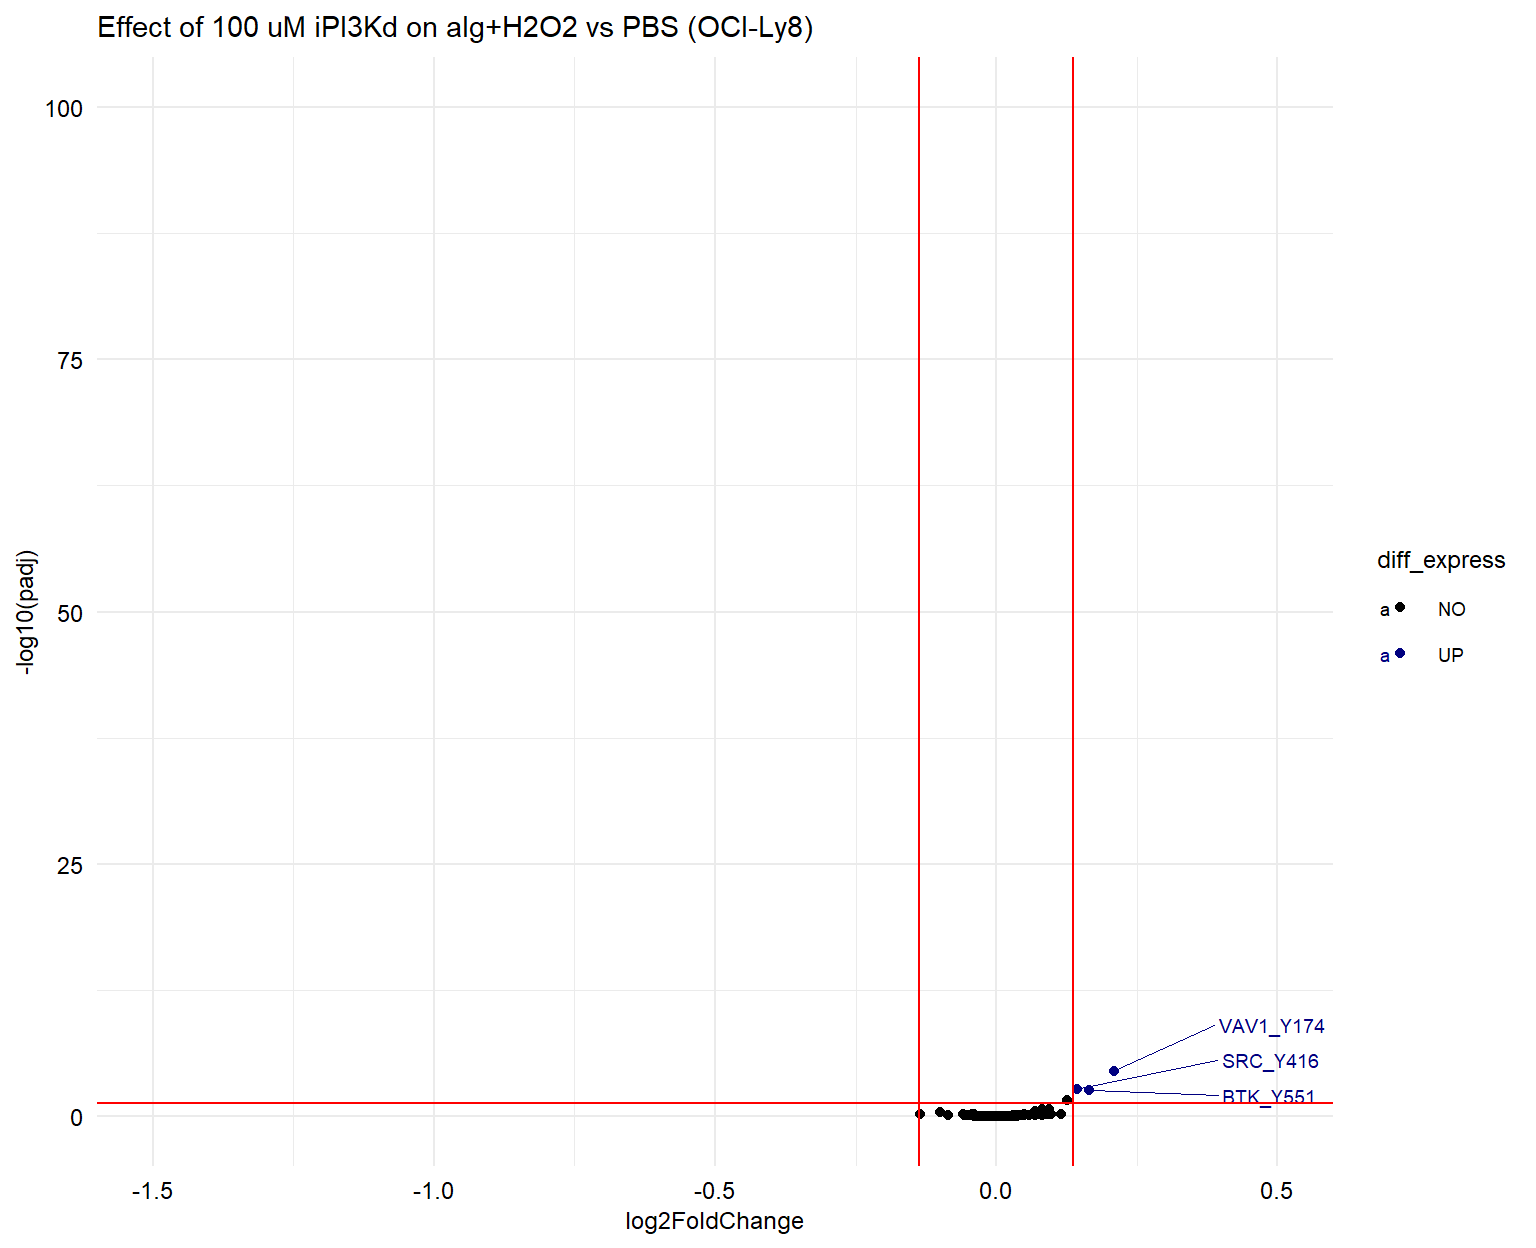 Effect of 100 uM iPI3Kd on aIg+H2O2 vs PBS (OCI-Ly8)
100
75
50
25
0
-log10(padj)
VAV1_Y174
SRC_Y416
BTK_Y551
-1.5
-1.0
-0.5
0.0
0.5
log2FoldChange
diff_express
a NO
a UP